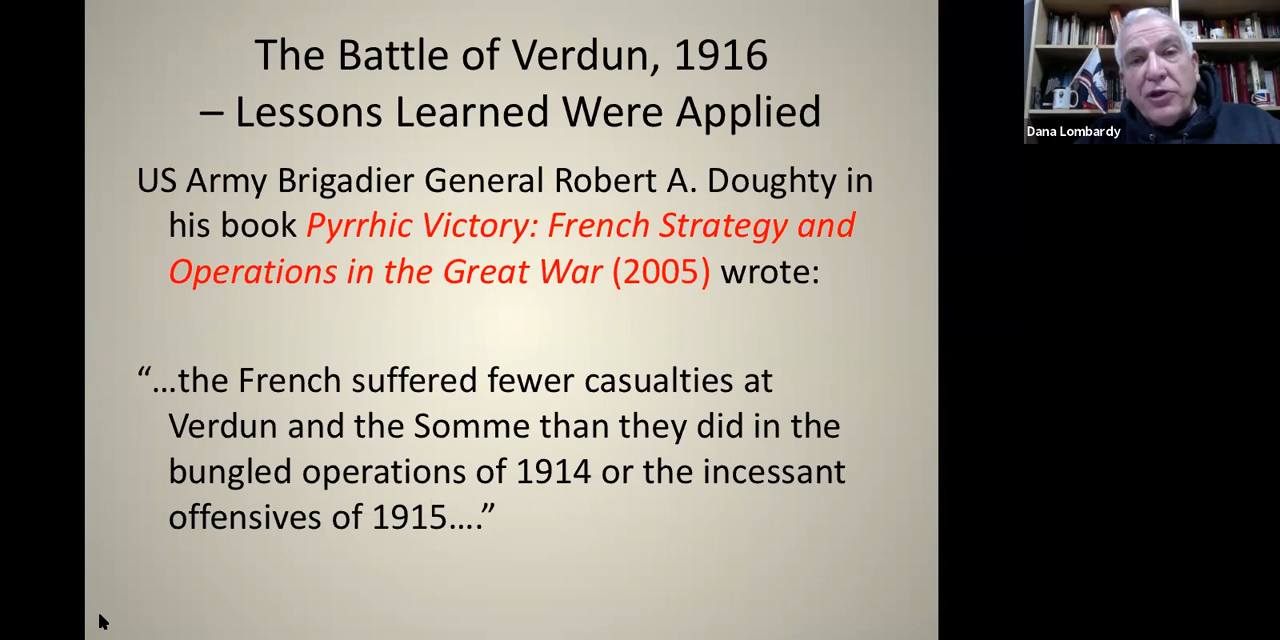 The Battle of Verdun, 1916
– Lessons Learned Were Applied
US Army Brigadier General Robert A. Doughty in
his book Pyrrhic Victory: French Strategy and
Operations in the Great War (2005) wrote:
“…the French suffered fewer casualties at
Verdun and the Somme than they did in the
bungled operations of 1914 or the incessant
offensives of 1915….”
Dana Lombardy